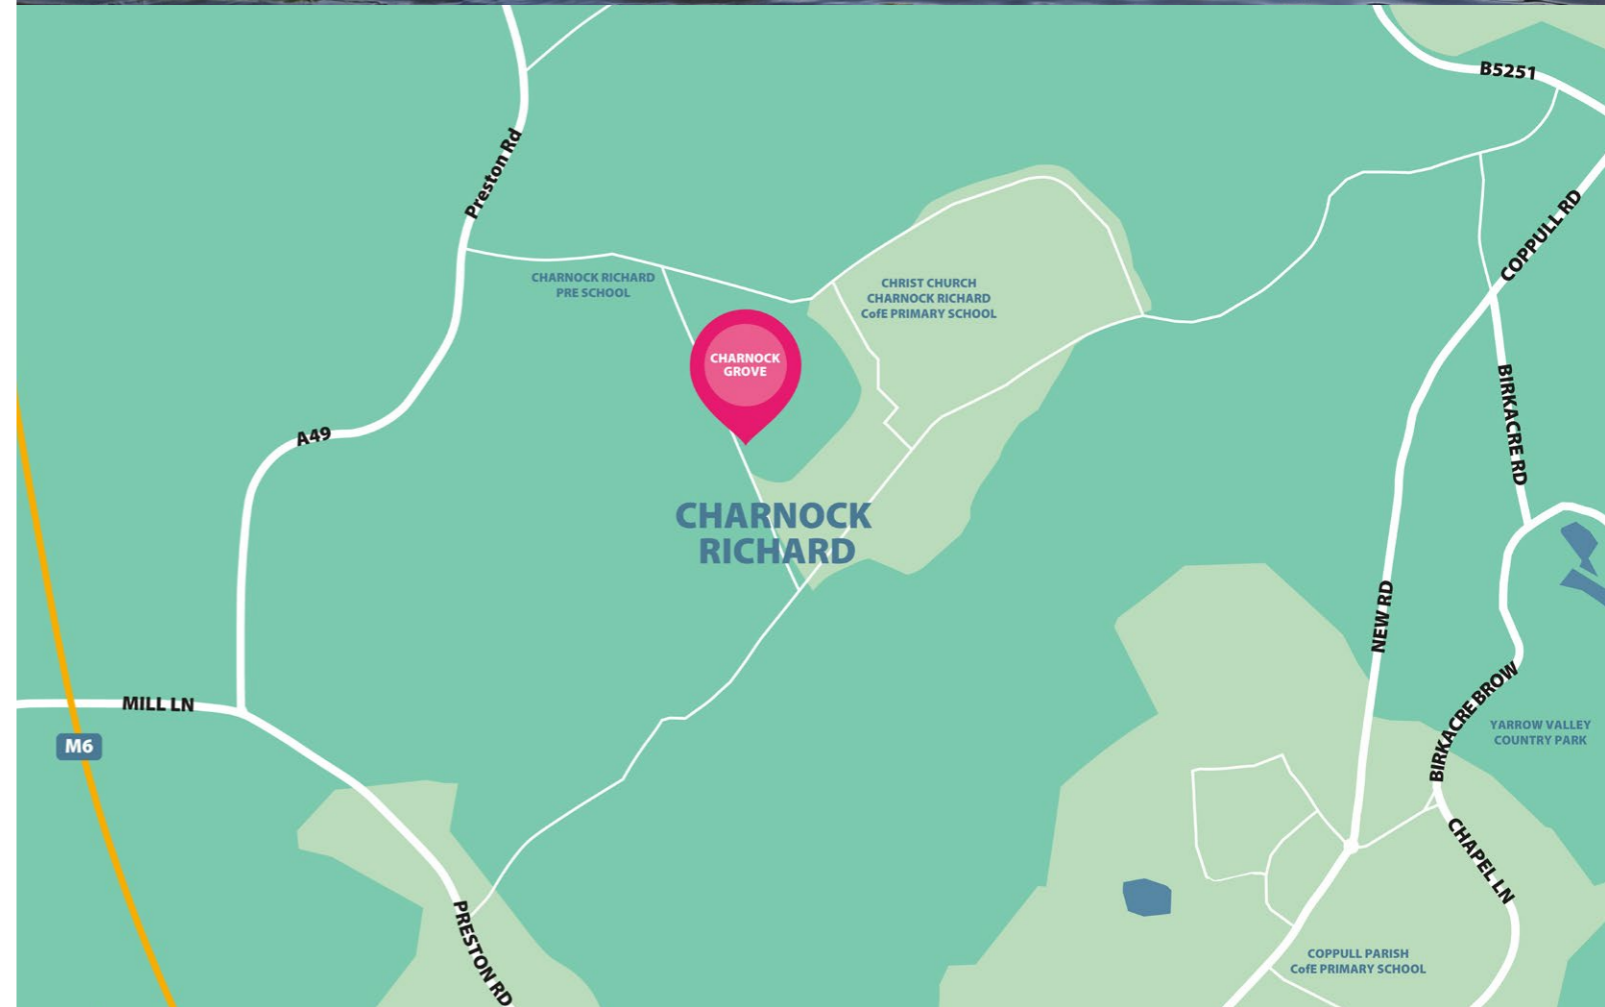 B5251
Preston Rd
COPPULL RD
CHARNOCK RICHARD
PRE SCHOOL
CHRIST CHURCH
CHARNOCK RICHARD
CofE PRIMARY SCHOOL
CHARNOCK
GROVE
A49
BIRKACRE RD
CHARNOCK
RICHARD
NEW RD
MILL LN
M6
BIRKACRE BROW
YARROW VALLEY
COUNTRY PARK
CHAPEL LN
PRESTON RD
COPPULL PARISH
CofE PRIMARY SCHOOL